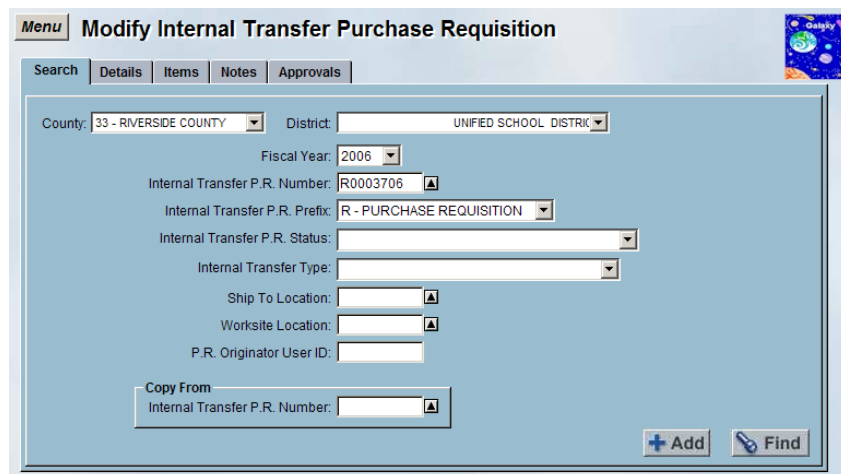 Menu Modify Internal Transfer Purchase Requisition
Galaxy
Search Details Items Notes Approvals
County: 33 - RIVERSIDE COUNTY District: UNIFIED SCHOOL DISTRIC
Fiscal Year: 2006
Internal Transfer P.R. Number: R0003706
Internal Transfer P.R. Prefix: R - PURCHASE REQUISITION
Internal Transfer P.R. Status:
Internal Transfer Type:
Ship To Location:
Worksite Location:
P.R. Originator User ID:
Copy From
Internal Transfer P.R. Number:
Add Find